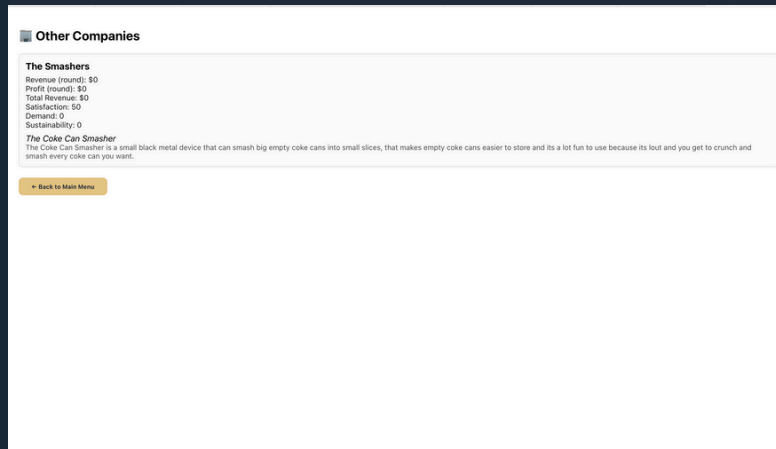 Other Companies
The Smashers
Revenue (round): $0
Profit (round): $0
Total Revenue: $0
Satisfaction: 50
Demand: 0
Sustainability: 0
The Coke Can Smasher
The Coke Can Smasher is a small black metal device that can smash big empty coke cans into small slices, that makes empty coke cans easier to store and its a lot fun to use because its lout and you get to crunch and
smash every coke can you want.
← Back to Main Menu